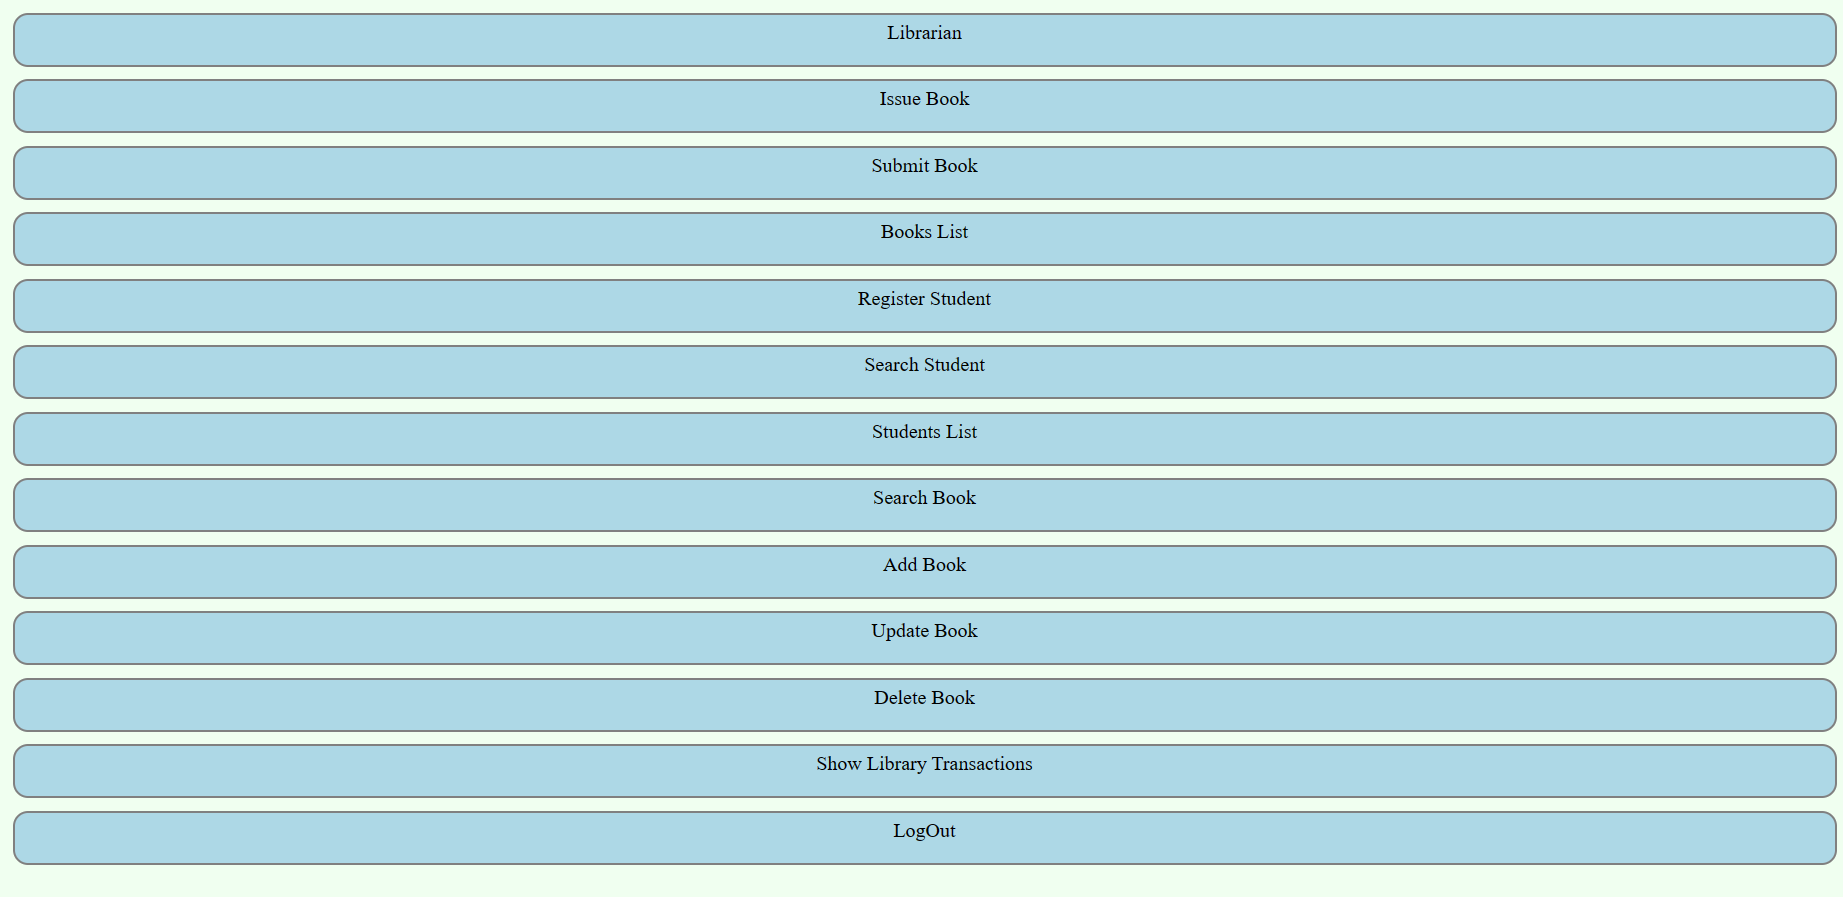 Librarian
Issue Book
Submit Book
Books List
Register Student
Search Student
Students List
Search Book
Add Book
Update Book
Delete Book
Show Library Transactions
LogOut